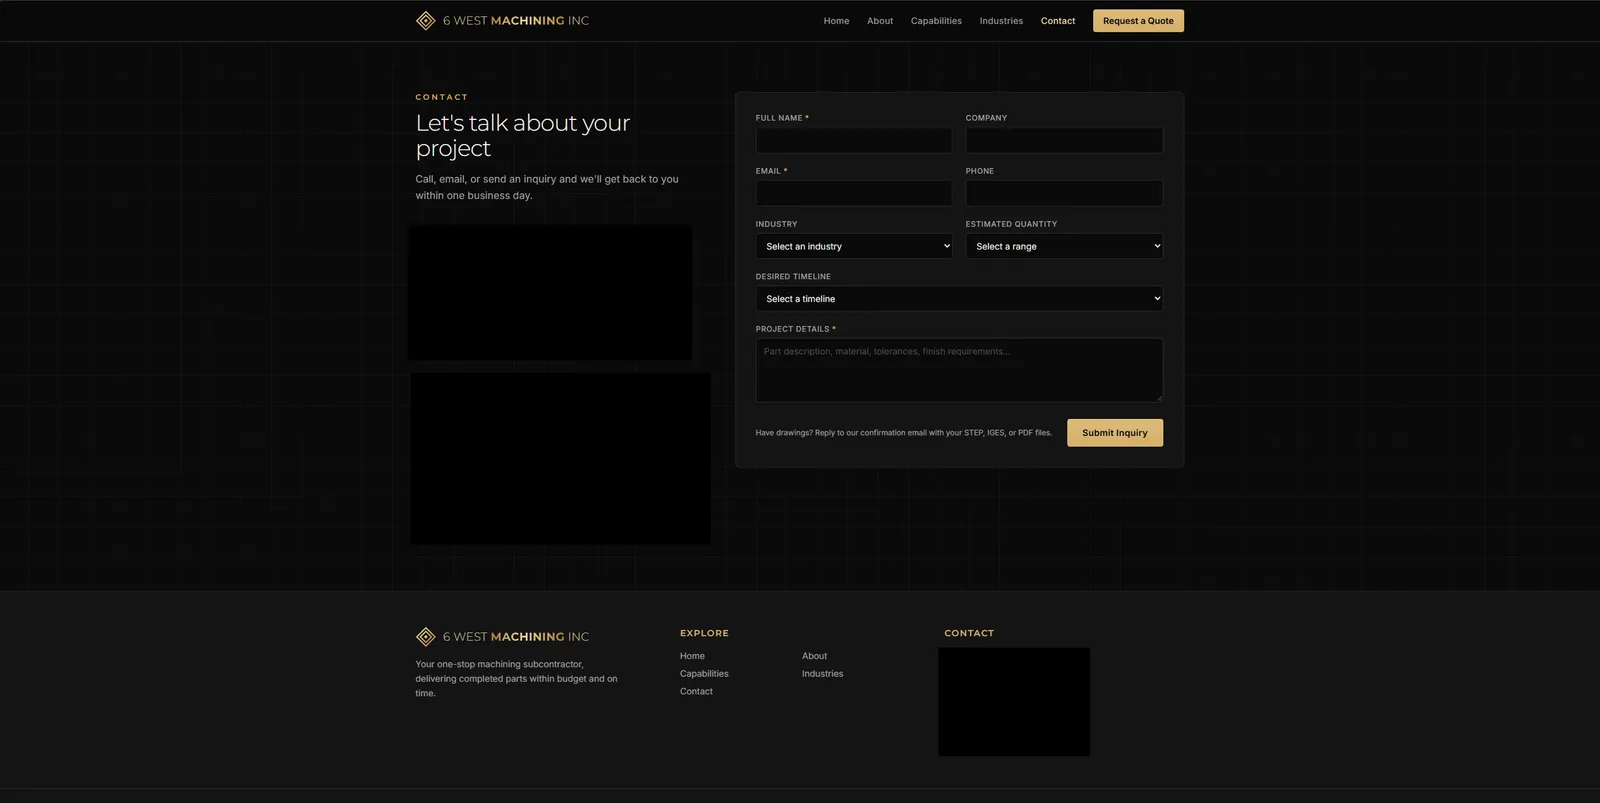 6 WEST MACHINING INC
Home
About
Capabilities
Industries
Contact
Request a Quote
CONTACT
Let's talk about your
project
Call, email, or send an inquiry and we'll get back to you
within one business day.
FULL NAME *
COMPANY
EMAIL *
PHONE
INDUSTRY
ESTIMATED QUANTITY
Select an industry
Select a range
DESIRED TIMELINE
Select a timeline
PROJECT DETAILS *
Part description, material, tolerances, finish requirements...
Have drawings? Reply to our confirmation email with your STEP, IGES, or PDF files.
Submit Inquiry
6 WEST MACHINING INC
Your one-stop machining subcontractor,
delivering completed parts within budget and on
time.
EXPLORE
Home
About
Capabilities
Industries
Contact
CONTACT